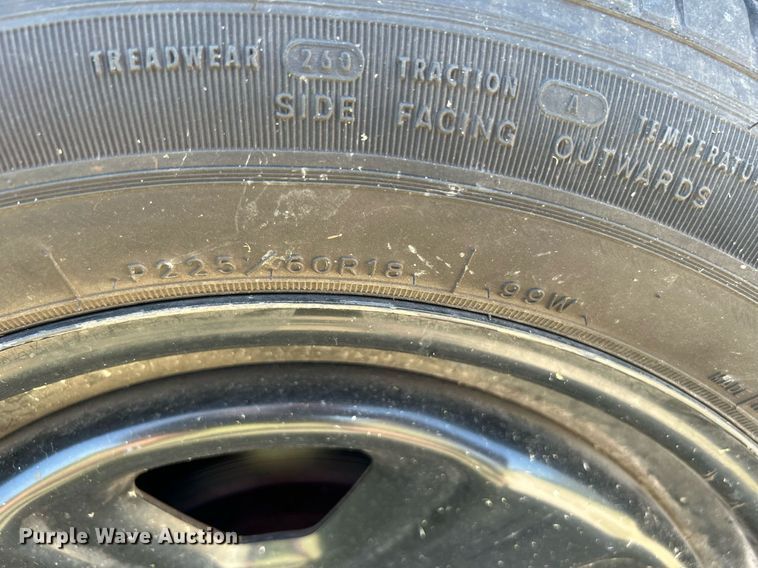 TREADWEAR 260 TRACTION A TEMPERATU
SIDE FACING OUTWARDS
P225/60R18 99W
Purple Wave Auction